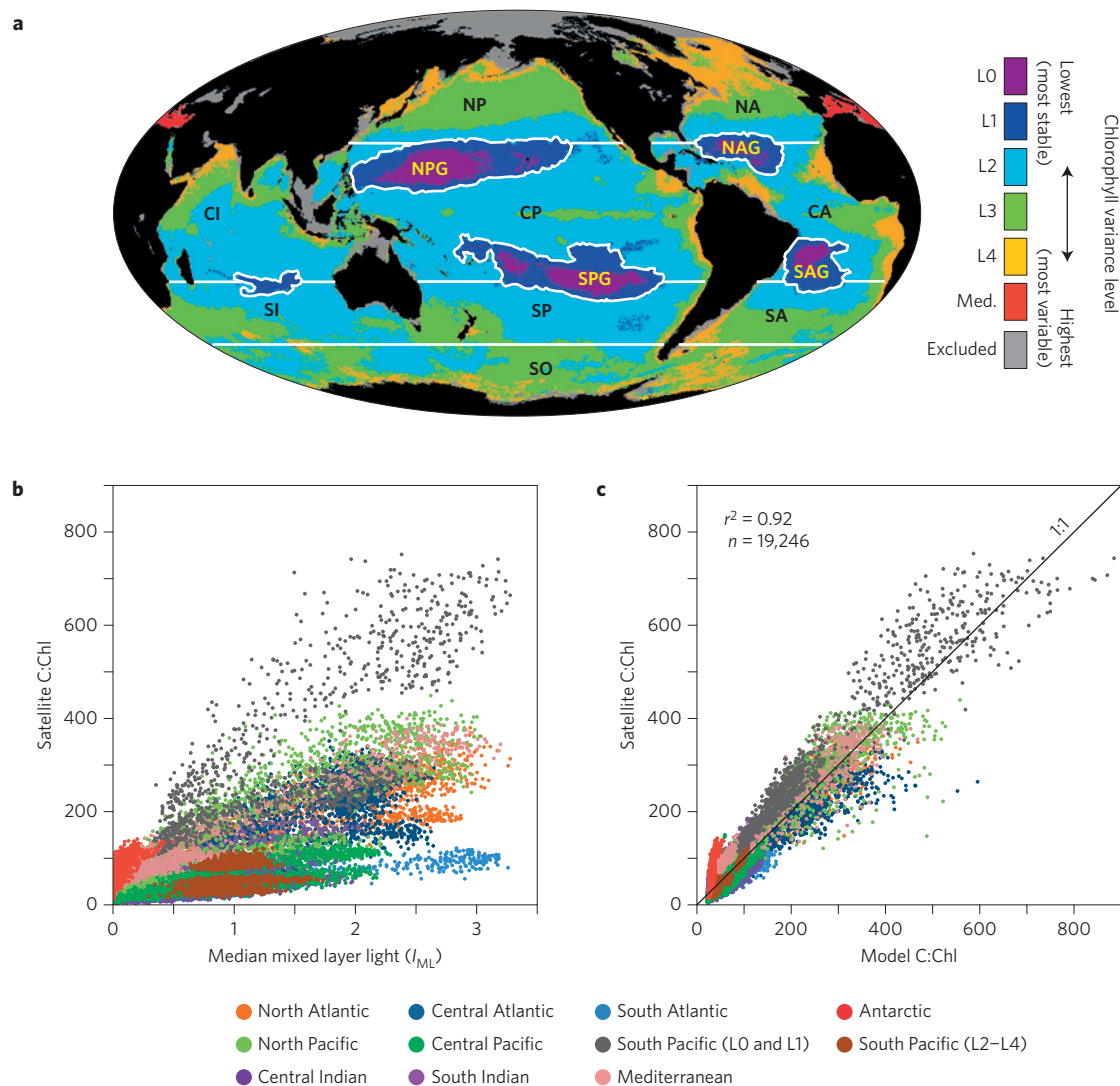 a
NP
NA
NPG
NAG
CI
CP
CA
SPG
SAG
SI
SP
SA
SO
L0
L1
L2
L3
L4
Med.
Excluded
Lowest
(most stable)
(most variable)
Highest
Chlorophyll variance level
b
800
600
400
200
0
Satellite C:Chl
0
1
2
3
Median mixed layer light (I_ML)
c
r² = 0.92
n = 19,246
1:1
800
600
400
200
0
Satellite C:Chl
0
200
400
600
800
Model C:Chl
North Atlantic
Central Atlantic
South Atlantic
Antarctic
North Pacific
Central Pacific
South Pacific (L0 and L1)
South Pacific (L2–L4)
Central Indian
South Indian
Mediterranean